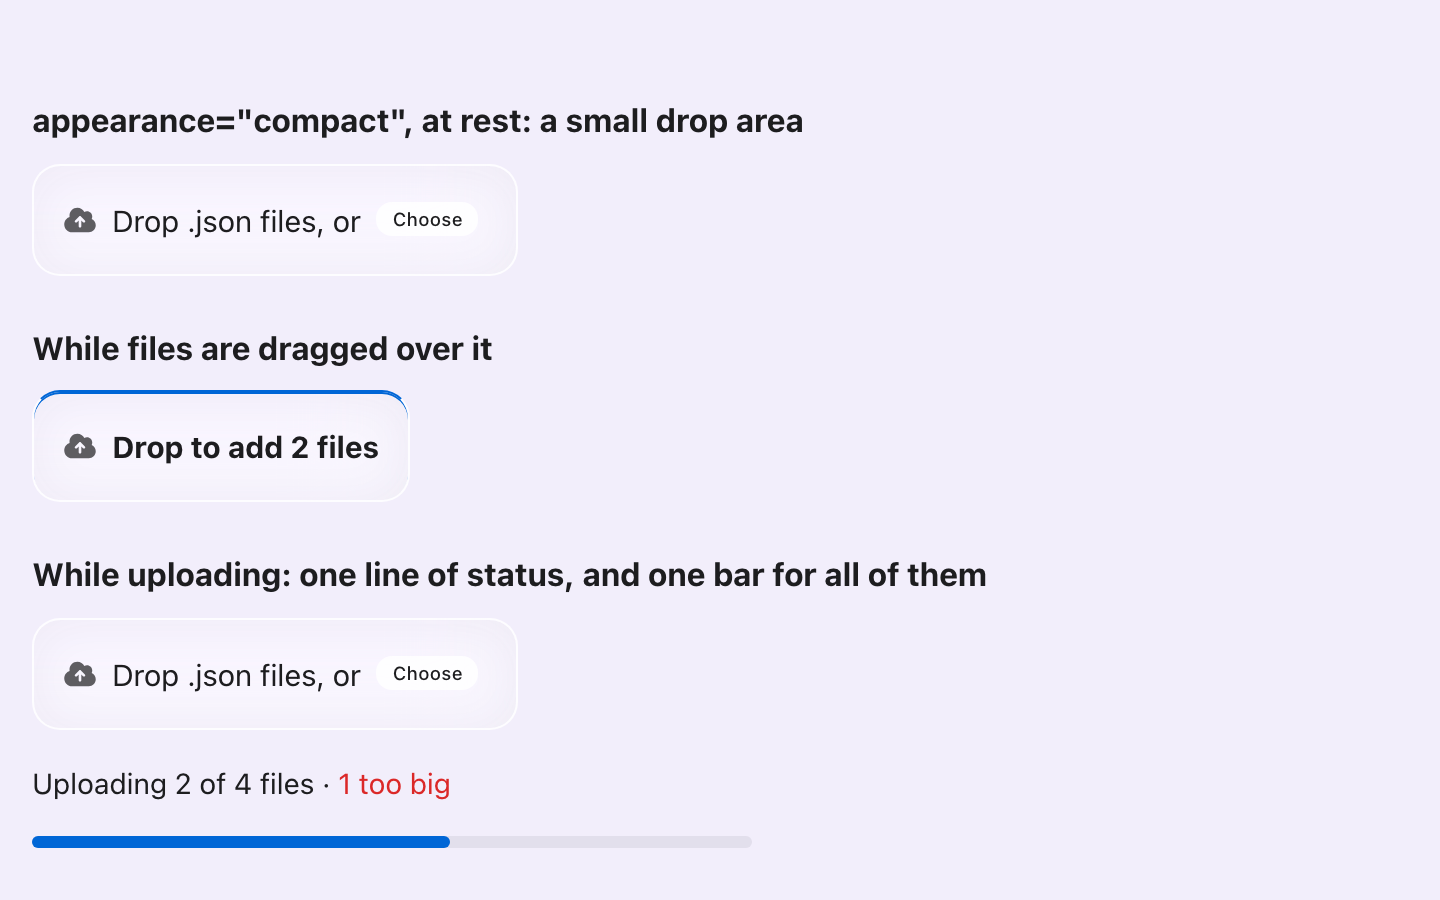 appearance="compact", at rest: a small drop area
Drop .json files, or Choose
While files are dragged over it
Drop to add 2 files
While uploading: one line of status, and one bar for all of them
Drop .json files, or Choose
Uploading 2 of 4 files · 1 too big